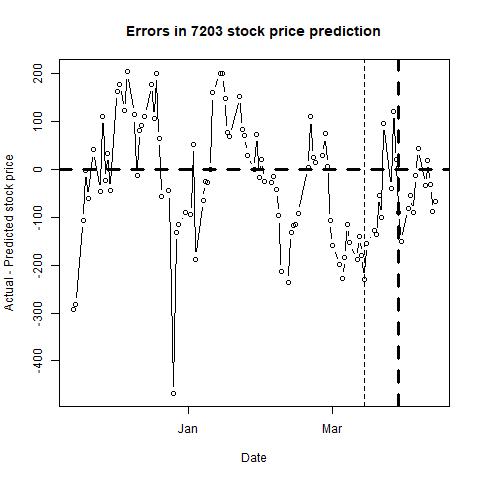 Errors in 7203 stock price prediction
Actual - Predicted stock price
200
100
0
-100
-200
-300
-400
Jan
Mar
Date